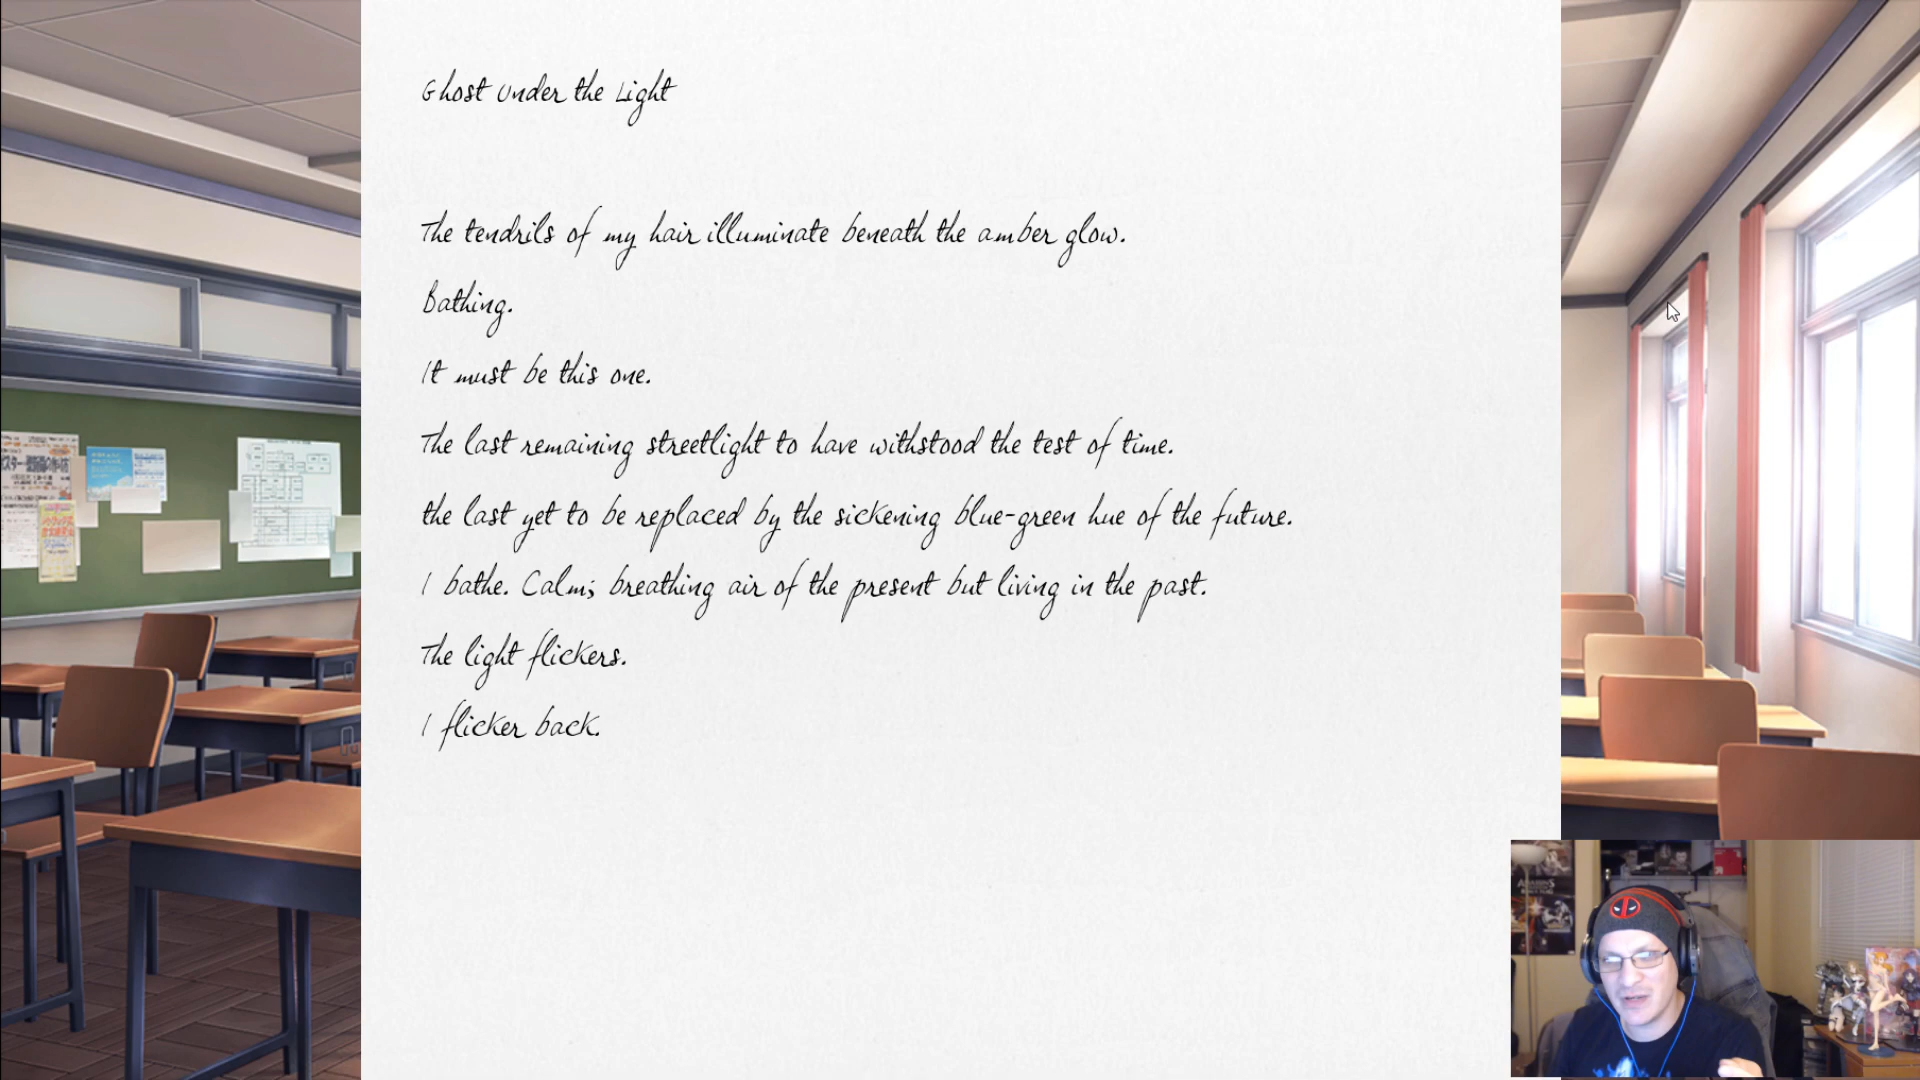 Ghost Under the Light
The tendrils of my hair illuminate beneath the amber glow.
Bathing.
It must be this one.
The last remaining streetlight to have withstood the test of time.
the last yet to be replaced by the sickening blue-green hue of the future.
I bathe. Calm; breathing air of the present but living in the past.
The light flickers.
I flicker back.